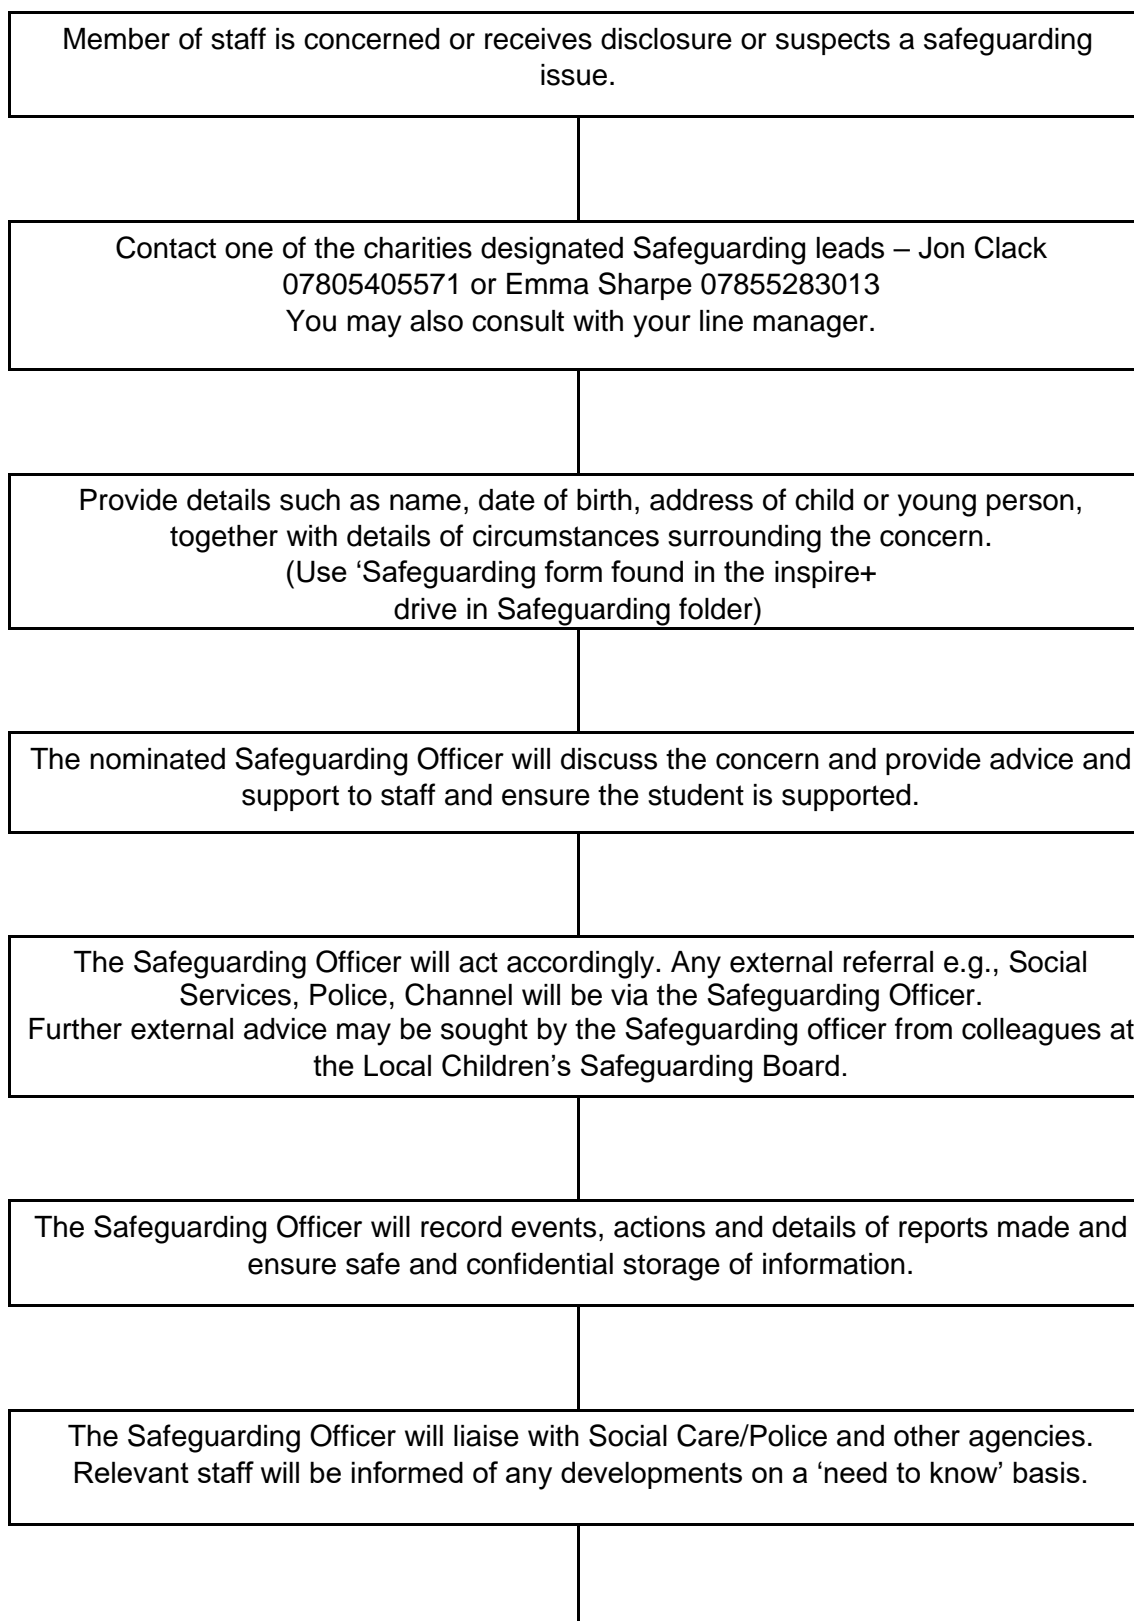 Member of staff is concerned or receives disclosure or suspects a safeguarding
issue.
Contact one of the charities designated Safeguarding leads – Jon Clack
07805405571 or Emma Sharpe 07855283013
You may also consult with your line manager.
Provide details such as name, date of birth, address of child or young person,
together with details of circumstances surrounding the concern.
(Use ‘Safeguarding form found in the inspire+
drive in Safeguarding folder)
The nominated Safeguarding Officer will discuss the concern and provide advice and
support to staff and ensure the student is supported.
The Safeguarding Officer will act accordingly. Any external referral e.g., Social
Services, Police, Channel will be via the Safeguarding Officer.
Further external advice may be sought by the Safeguarding officer from colleagues at
the Local Children’s Safeguarding Board.
The Safeguarding Officer will record events, actions and details of reports made and
ensure safe and confidential storage of information.
The Safeguarding Officer will liaise with Social Care/Police and other agencies.
Relevant staff will be informed of any developments on a ‘need to know’ basis.